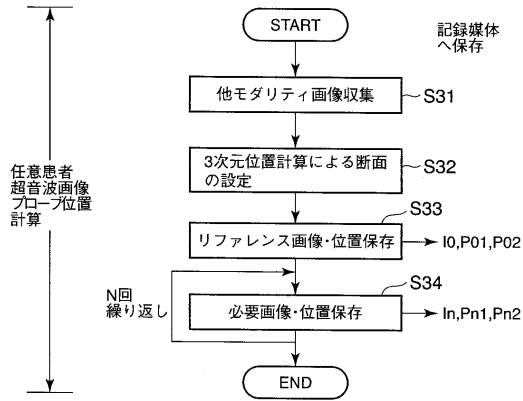 START
記録媒体
へ保存
他モダリティ画像収集
S31
3次元位置計算による断面
の設定
S32
任意患者
超音波画像
プローブ位置
計算
リファレンス画像・位置保存
S33
I0,P01,P02
N回
繰り返し
必要画像・位置保存
S34
In,Pn1,Pn2
END